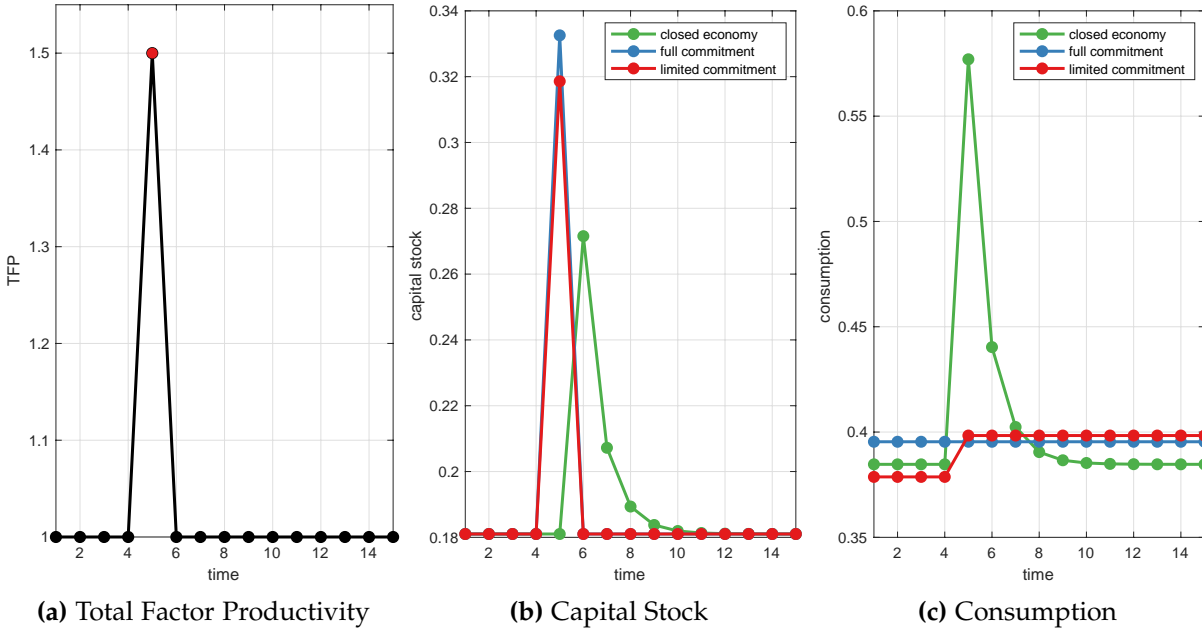 1.5
1.4
1.3
1.2
1.1
1
TFP
2 4 6 8 10 12 14
time
(a) Total Factor Productivity
0.34
0.32
0.3
0.28
0.26
0.24
0.22
0.2
0.18
capital stock
closed economy
full commitment
limited commitment
2 4 6 8 10 12 14
time
(b) Capital Stock
0.6
0.55
0.5
0.45
0.4
0.35
consumption
closed economy
full commitment
limited commitment
2 4 6 8 10 12 14
time
(c) Consumption